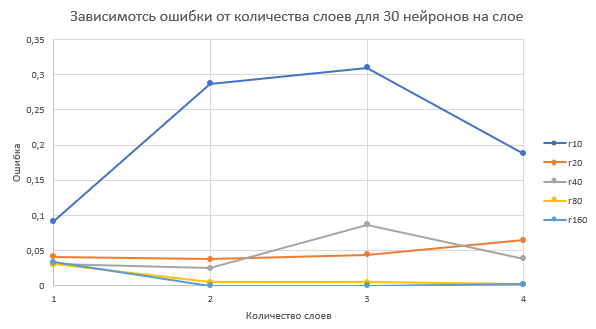 Зависимотсь ошибки от количества слоев для 30 нейронов на слое
0,35
0,3
0,25
0,2
0,15
0,1
0,05
0
Ошибка
1 2 3 4
Количество слоев
r10
r20
r40
r80
r160